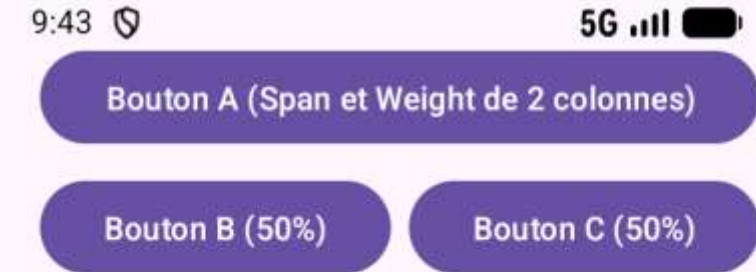 9:43 5G
Bouton A (Span et Weight de 2 colonnes)
Bouton B (50%) Bouton C (50%)